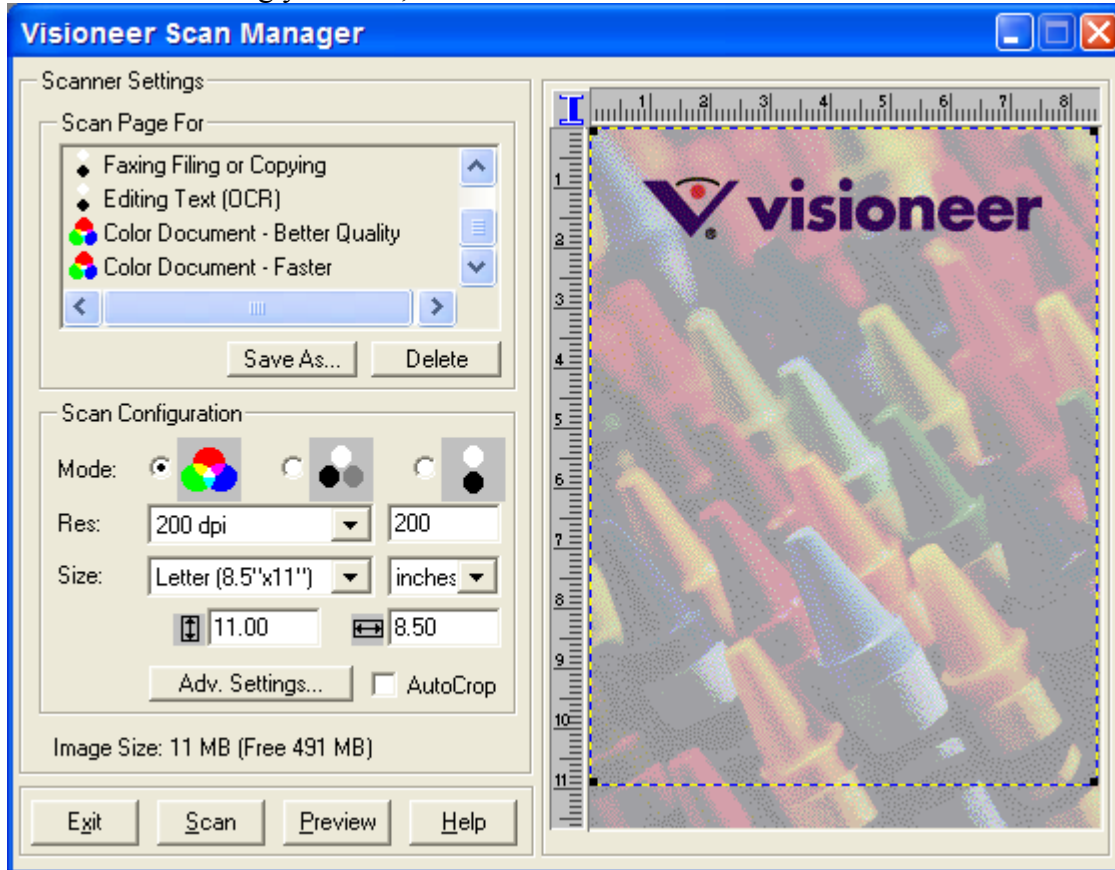 Visioneer Scan Manager
Scanner Settings
Scan Page For
Faxing Filing or Copying
Editing Text (OCR)
Color Document - Better Quality
Color Document - Faster
Save As... Delete
Scan Configuration
Mode:
Res: 200 dpi 200
Size: Letter (8.5"x11") inches
11.00 8.50
Adv. Settings... AutoCrop
Image Size: 11 MB (Free 491 MB)
Exit Scan Preview Help
1 2 3 4 5 6 7 8
visioneer
1
2
3
4
5
6
7
8
9
10
11